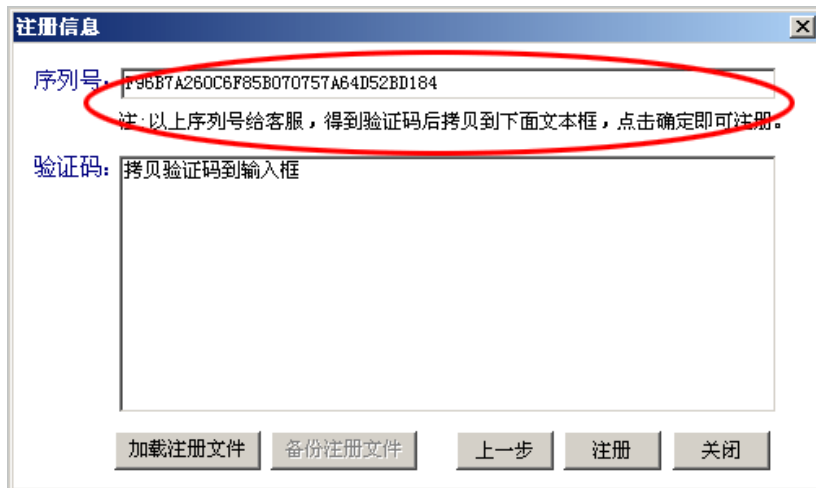 注册信息
序列号：F96B7A260C6F85B070757A64D52BD184
注：以上序列号给客服，得到验证码后拷贝到下面文本框，点击确定即可注册。
验证码：拷贝验证码到输入框
加载注册文件 备份注册文件 上一步 注册 关闭